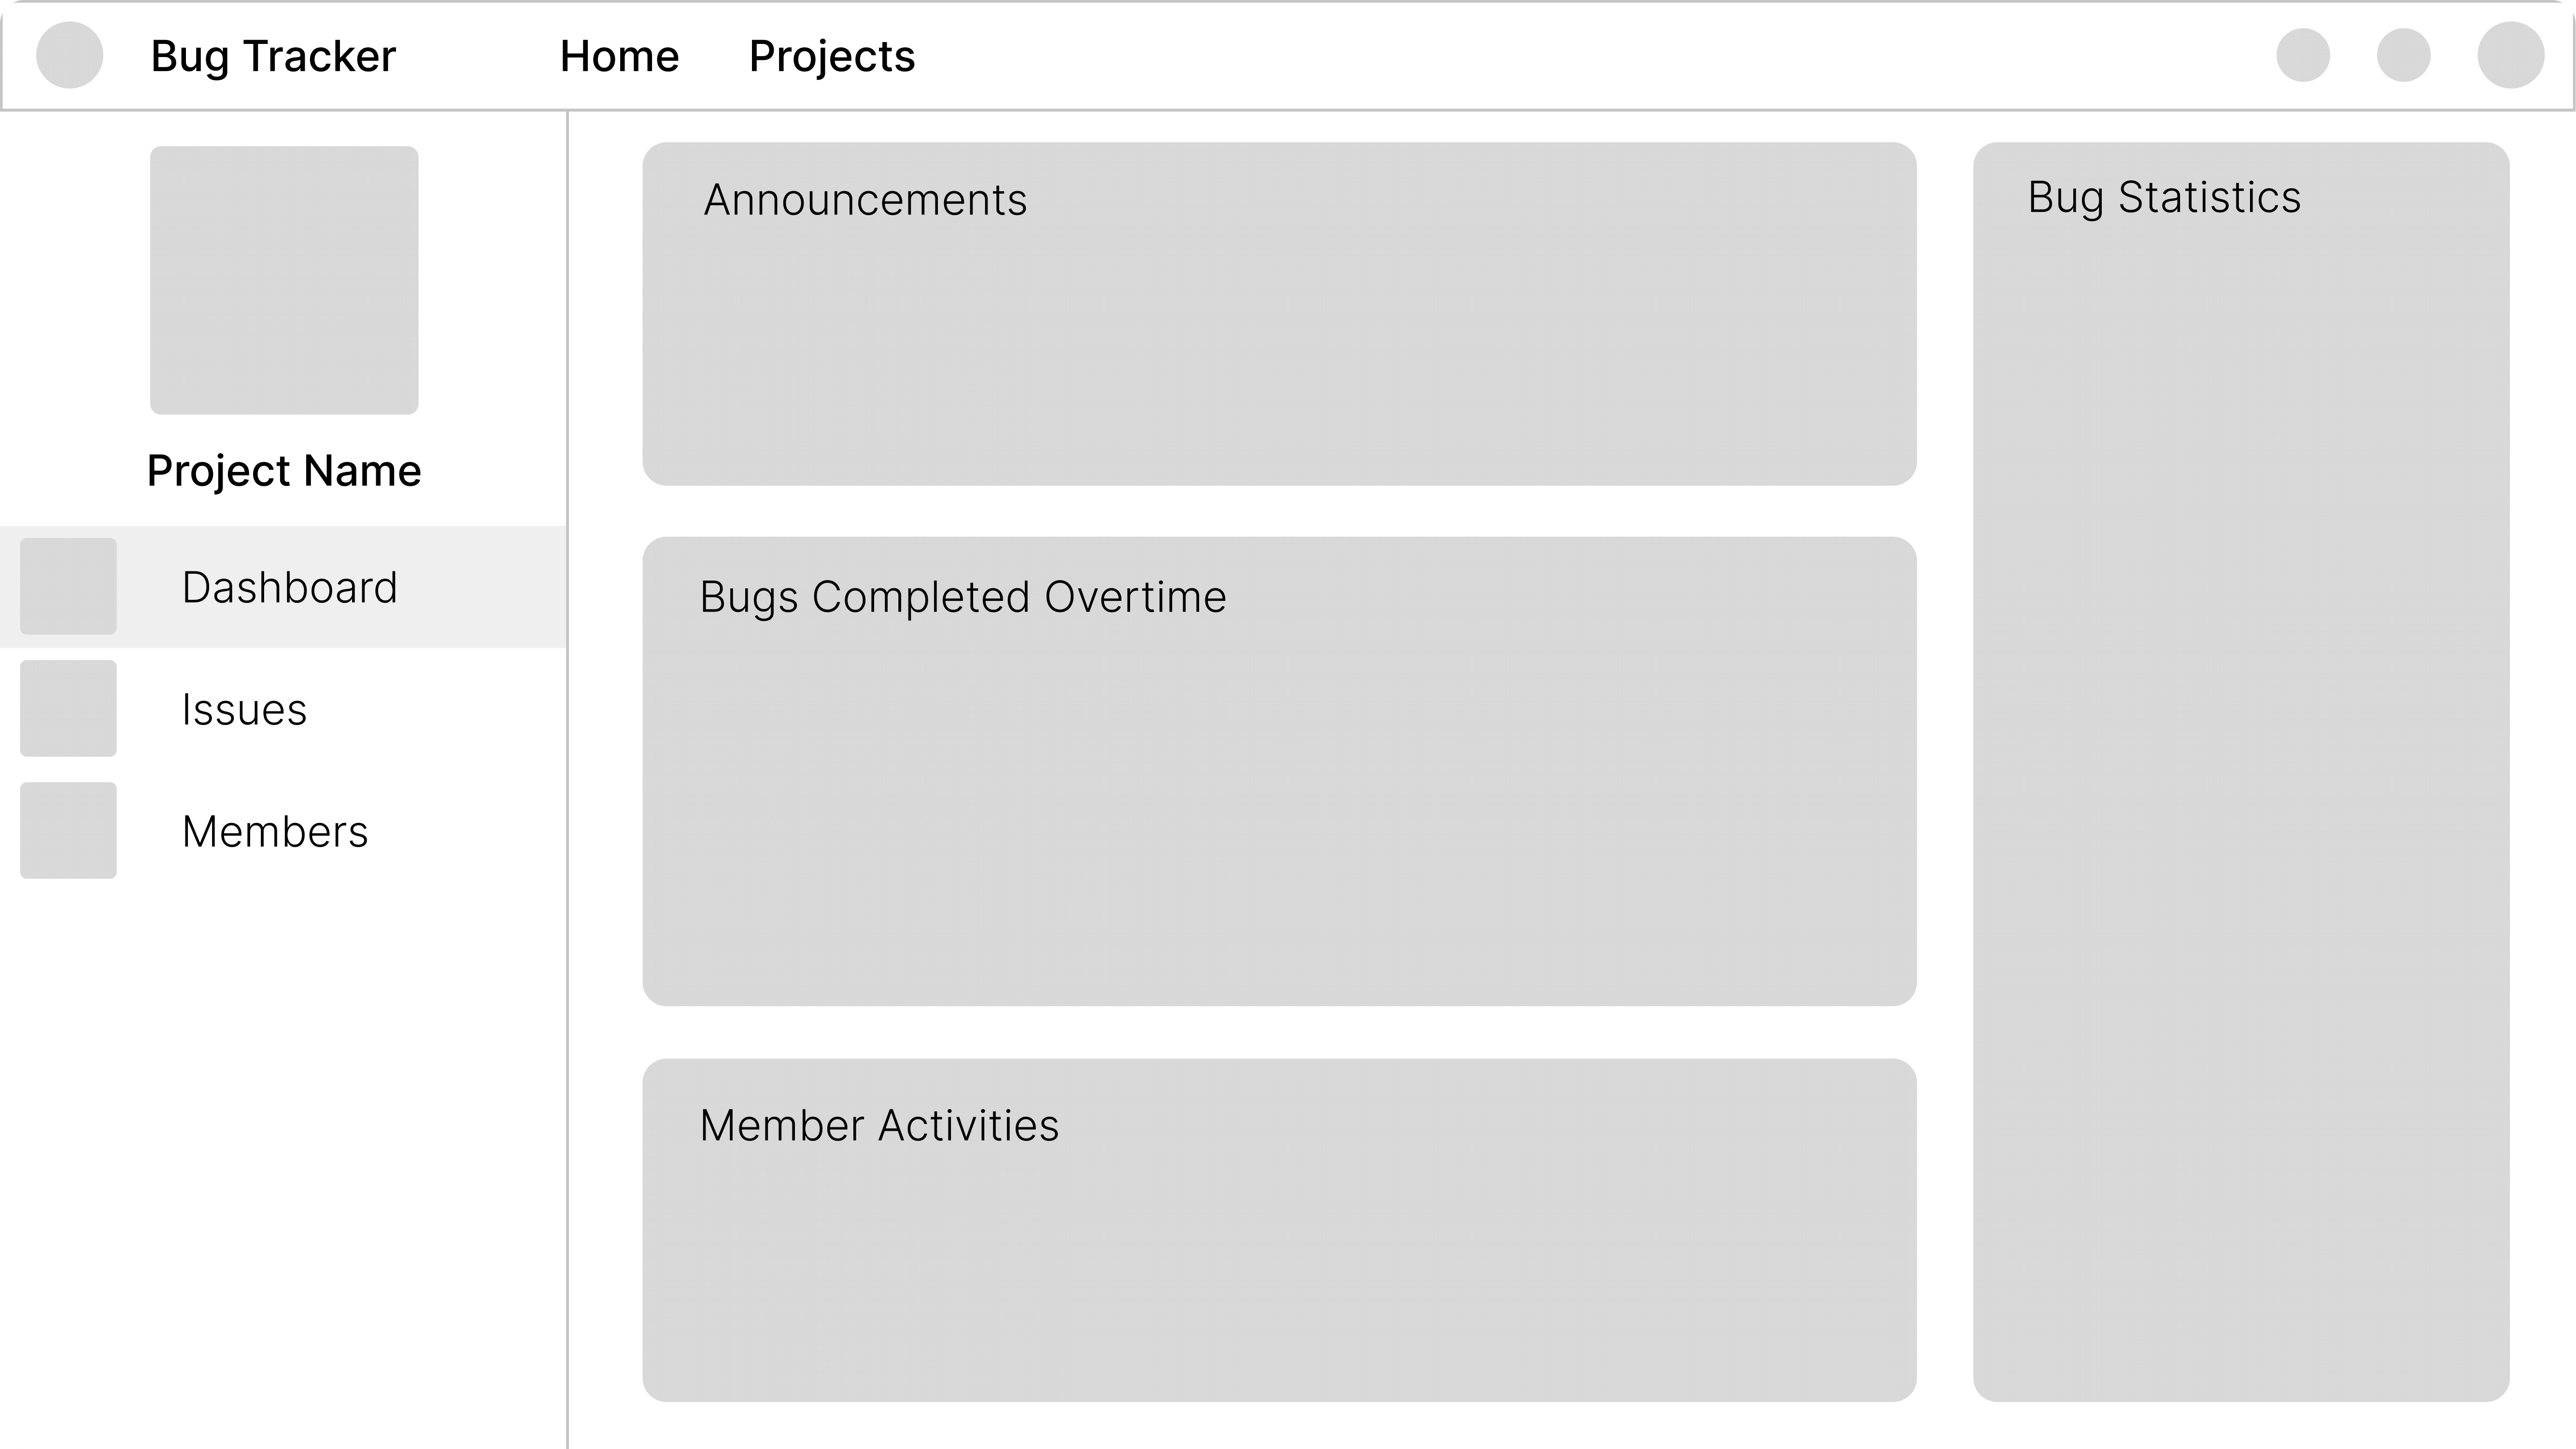 Bug Tracker
Home
Projects
Project Name
Dashboard
Issues
Members
Announcements
Bugs Completed Overtime
Member Activities
Bug Statistics